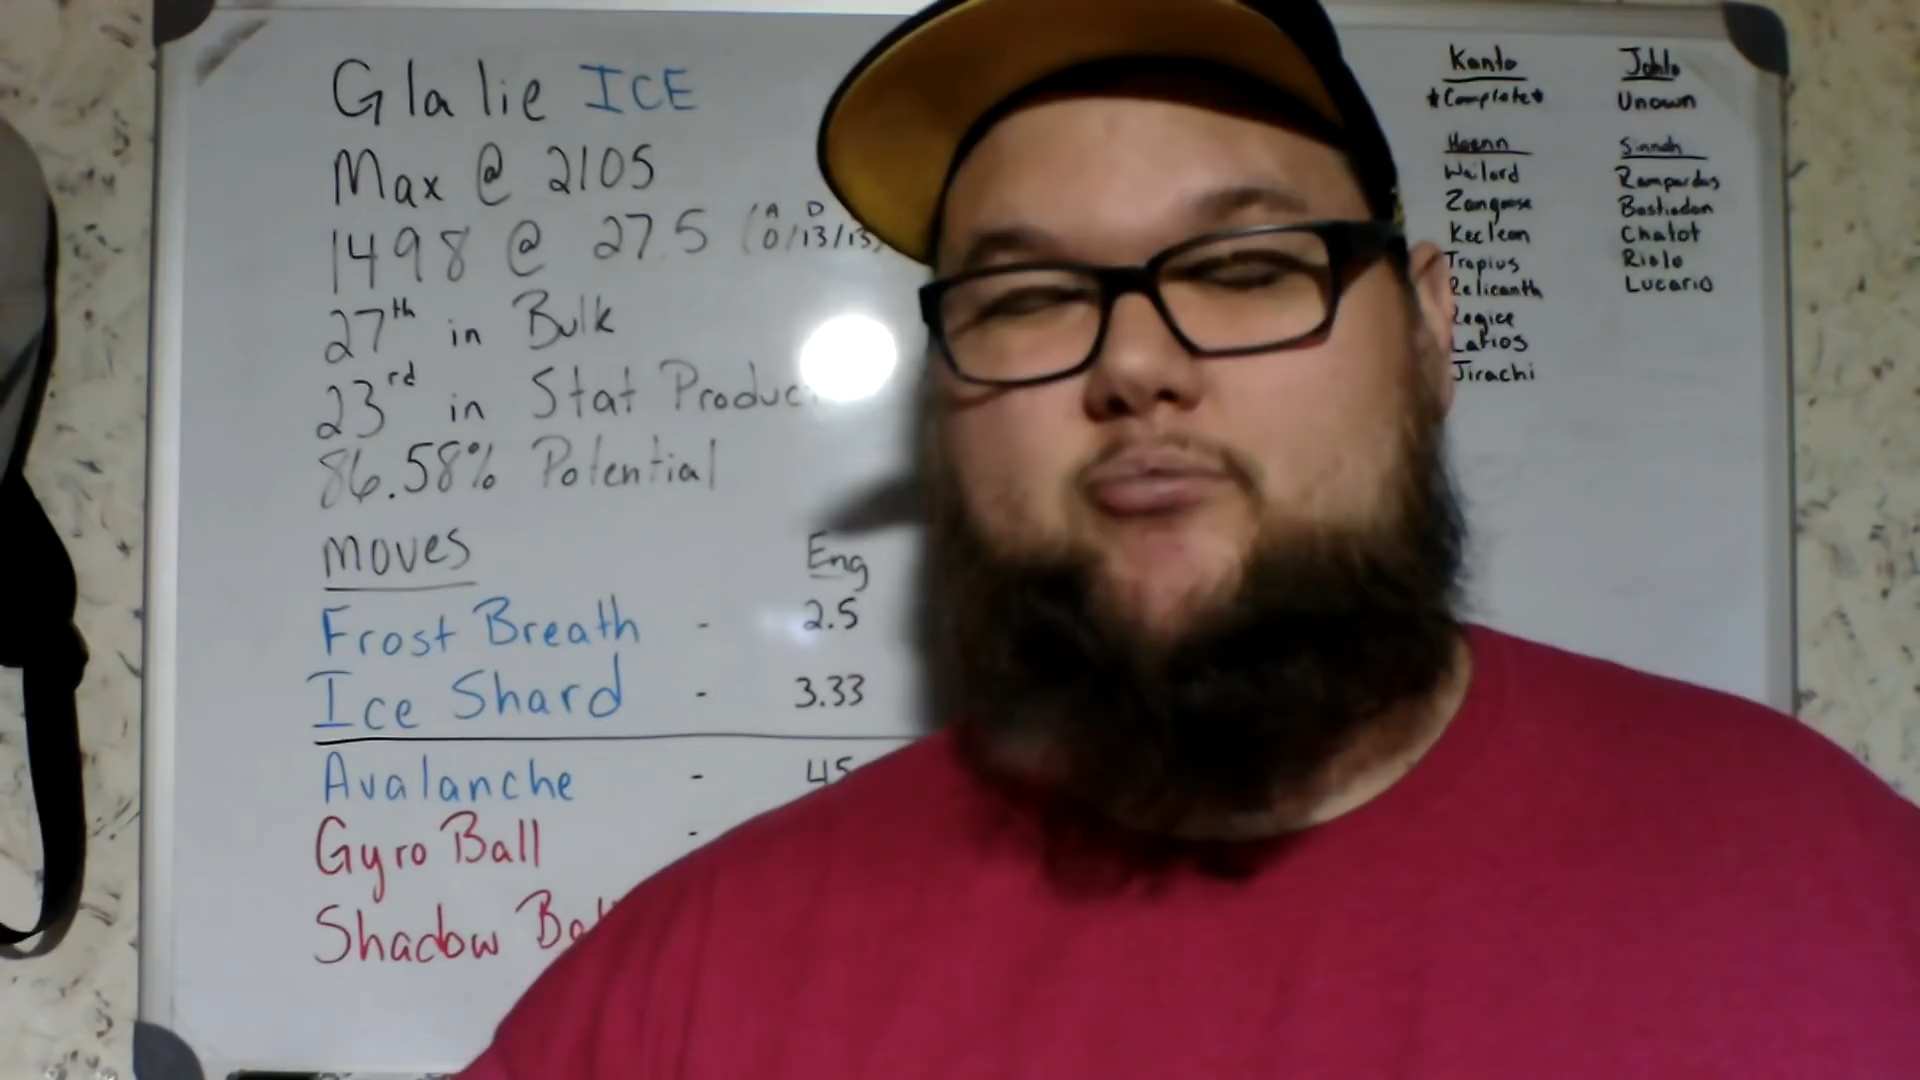 Glalie ICE
Max @ 2105
1498 @ 27.5 (0/13/13)
A D
27th in Bulk
23rd in Stat Produc
86.58% Potential
moves Eng
Frost Breath - 2.5
Ice Shard - 3.33
Avalanche - 45
Gyro Ball -
Shadow Ba
Kanto
*Complete*
Hoenn
Wailord
Zangoose
Kecleon
Tropius
Relicanth
Regice
Latios
Jirachi
Johto
Unown
Sinnoh
Rampardos
Bastiodon
Chatot
Riolu
Lucario